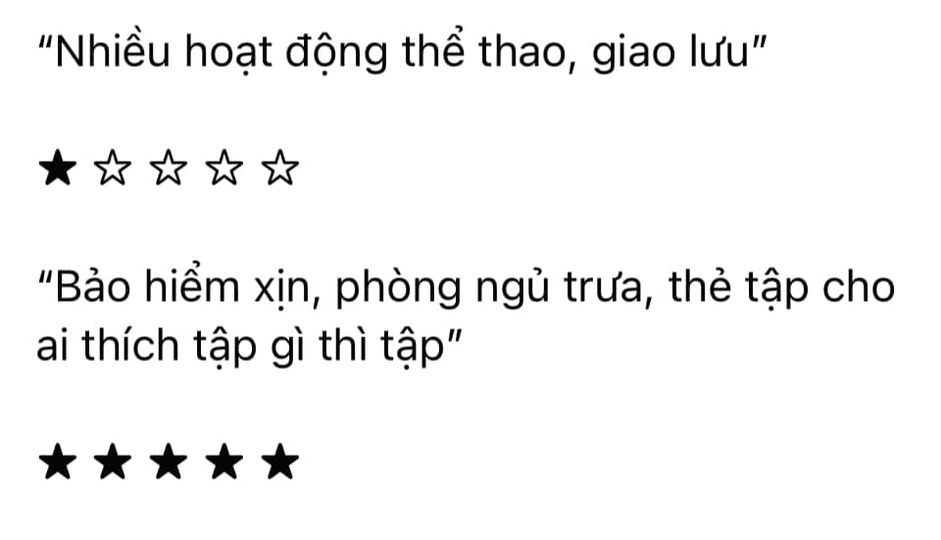 “Nhiều hoạt động thể thao, giao lưu”
★ ☆ ☆ ☆ ☆
“Bảo hiểm xịn, phòng ngủ trưa, thẻ tập cho
ai thích tập gì thì tập”
★ ★ ★ ★ ★